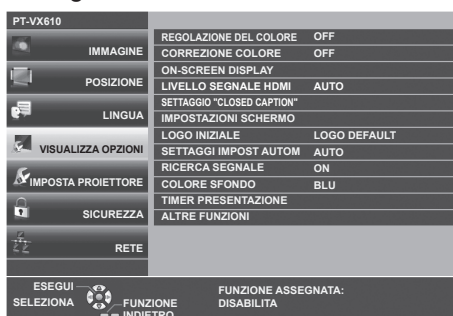 PT-VX610
IMMAGINE
POSIZIONE
LINGUA
VISUALIZZA OPZIONI
IMPOSTA PROIETTORE
SICUREZZA
RETE
REGOLAZIONE DEL COLORE OFF
CORREZIONE COLORE OFF
ON-SCREEN DISPLAY
LIVELLO SEGNALE HDMI AUTO
SETTAGGIO "CLOSED CAPTION"
IMPOSTAZIONI SCHERMO
LOGO INIZIALE LOGO DEFAULT
SETTAGGI IMPOST AUTOM AUTO
RICERCA SEGNALE ON
COLORE SFONDO BLU
TIMER PRESENTAZIONE
ALTRE FUNZIONI
ESEGUI
SELEZIONA
FUNZIONE
INDIETRO
FUNZIONE ASSEGNATA:
DISABILITA